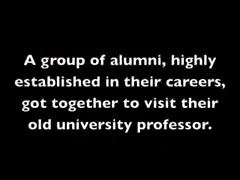 A group of alumni, highly
established in their careers,
got together to visit their
old university professor.